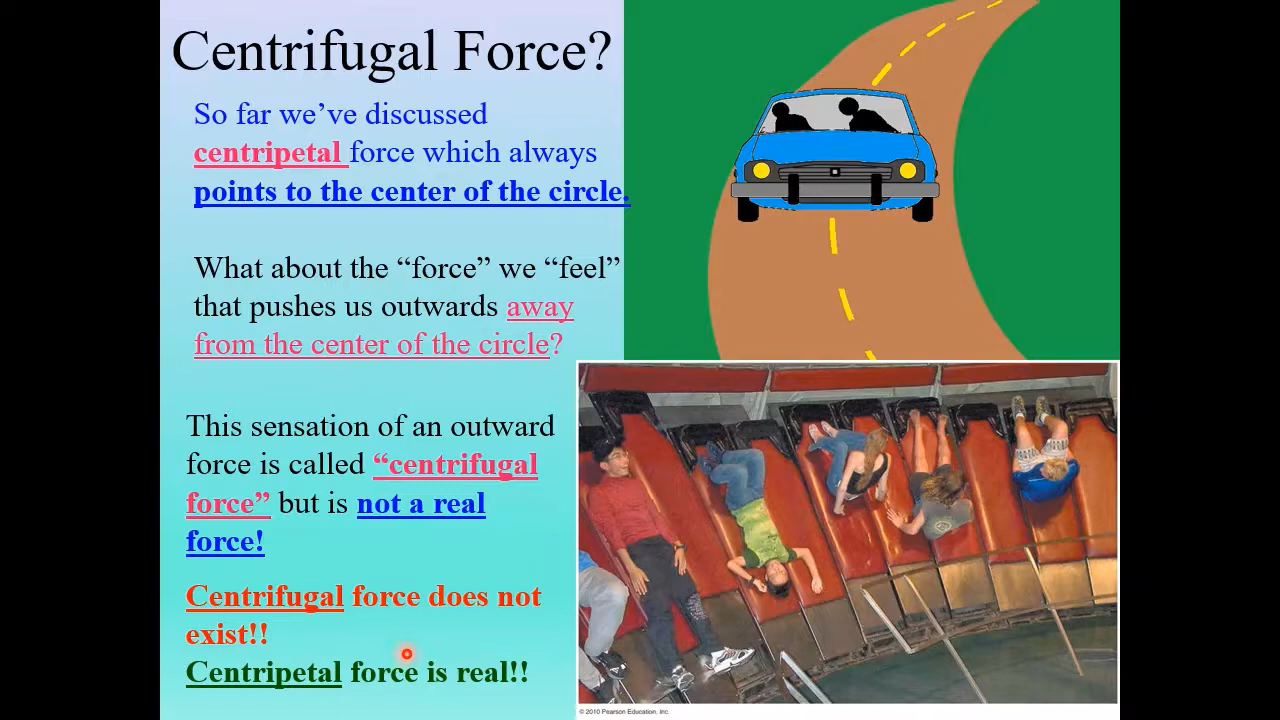 Centrifugal Force?
So far we’ve discussed
centripetal force which always
points to the center of the circle.
What about the “force” we “feel”
that pushes us outwards away
from the center of the circle?
This sensation of an outward
force is called “centrifugal
force” but is not a real
force!
Centrifugal force does not
exist!!
Centripetal force is real!!
© 2010 Pearson Education, Inc.